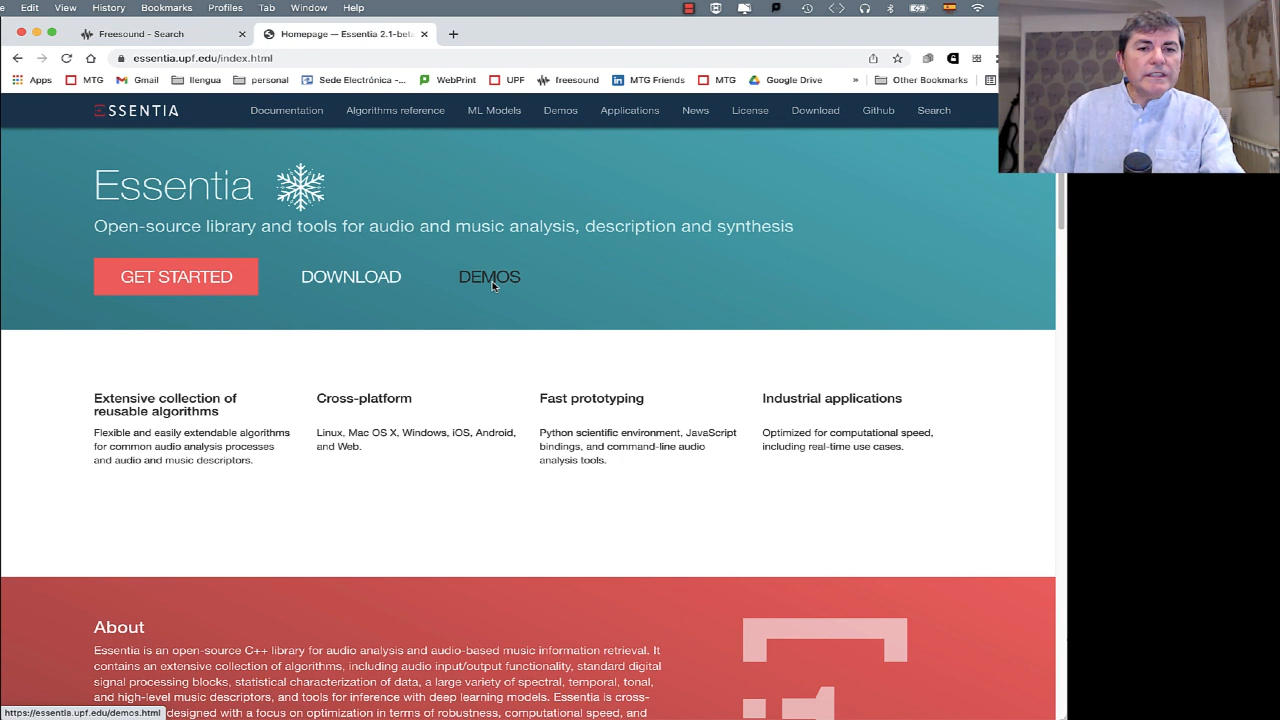 Edit View History Bookmarks Profiles Tab Window Help
Freesound - Search
Homepage — Essentia 2.1-beta
essentia.upf.edu/index.html
Apps MTG Gmail llengua personal Sede Electrónica -... WebPrint UPF freesound MTG Friends MTG Google Drive » Other Bookmarks
ESSENTIA Documentation Algorithms reference ML Models Demos Applications News License Download Github Search
Essentia
Open-source library and tools for audio and music analysis, description and synthesis
GET STARTED DOWNLOAD DEMOS
Extensive collection of
reusable algorithms
Flexible and easily extendable algorithms
for common audio analysis processes
and audio and music descriptors.
Cross-platform
Linux, Mac OS X, Windows, iOS, Android,
and Web.
Fast prototyping
Python scientific environment, JavaScript
bindings, and command-line audio
analysis tools.
Industrial applications
Optimized for computational speed,
including real-time use cases.
About
Essentia is an open-source C++ library for audio analysis and audio-based music information retrieval. It
contains an extensive collection of algorithms, including audio input/output functionality, standard digital
signal processing blocks, statistical characterization of data, a large variety of spectral, temporal, tonal,
and high-level music descriptors, and tools for inference with deep learning models. Essentia is cross-
designed with a focus on optimization in terms of robustness, computational speed, and
https://essentia.upf.edu/demos.html